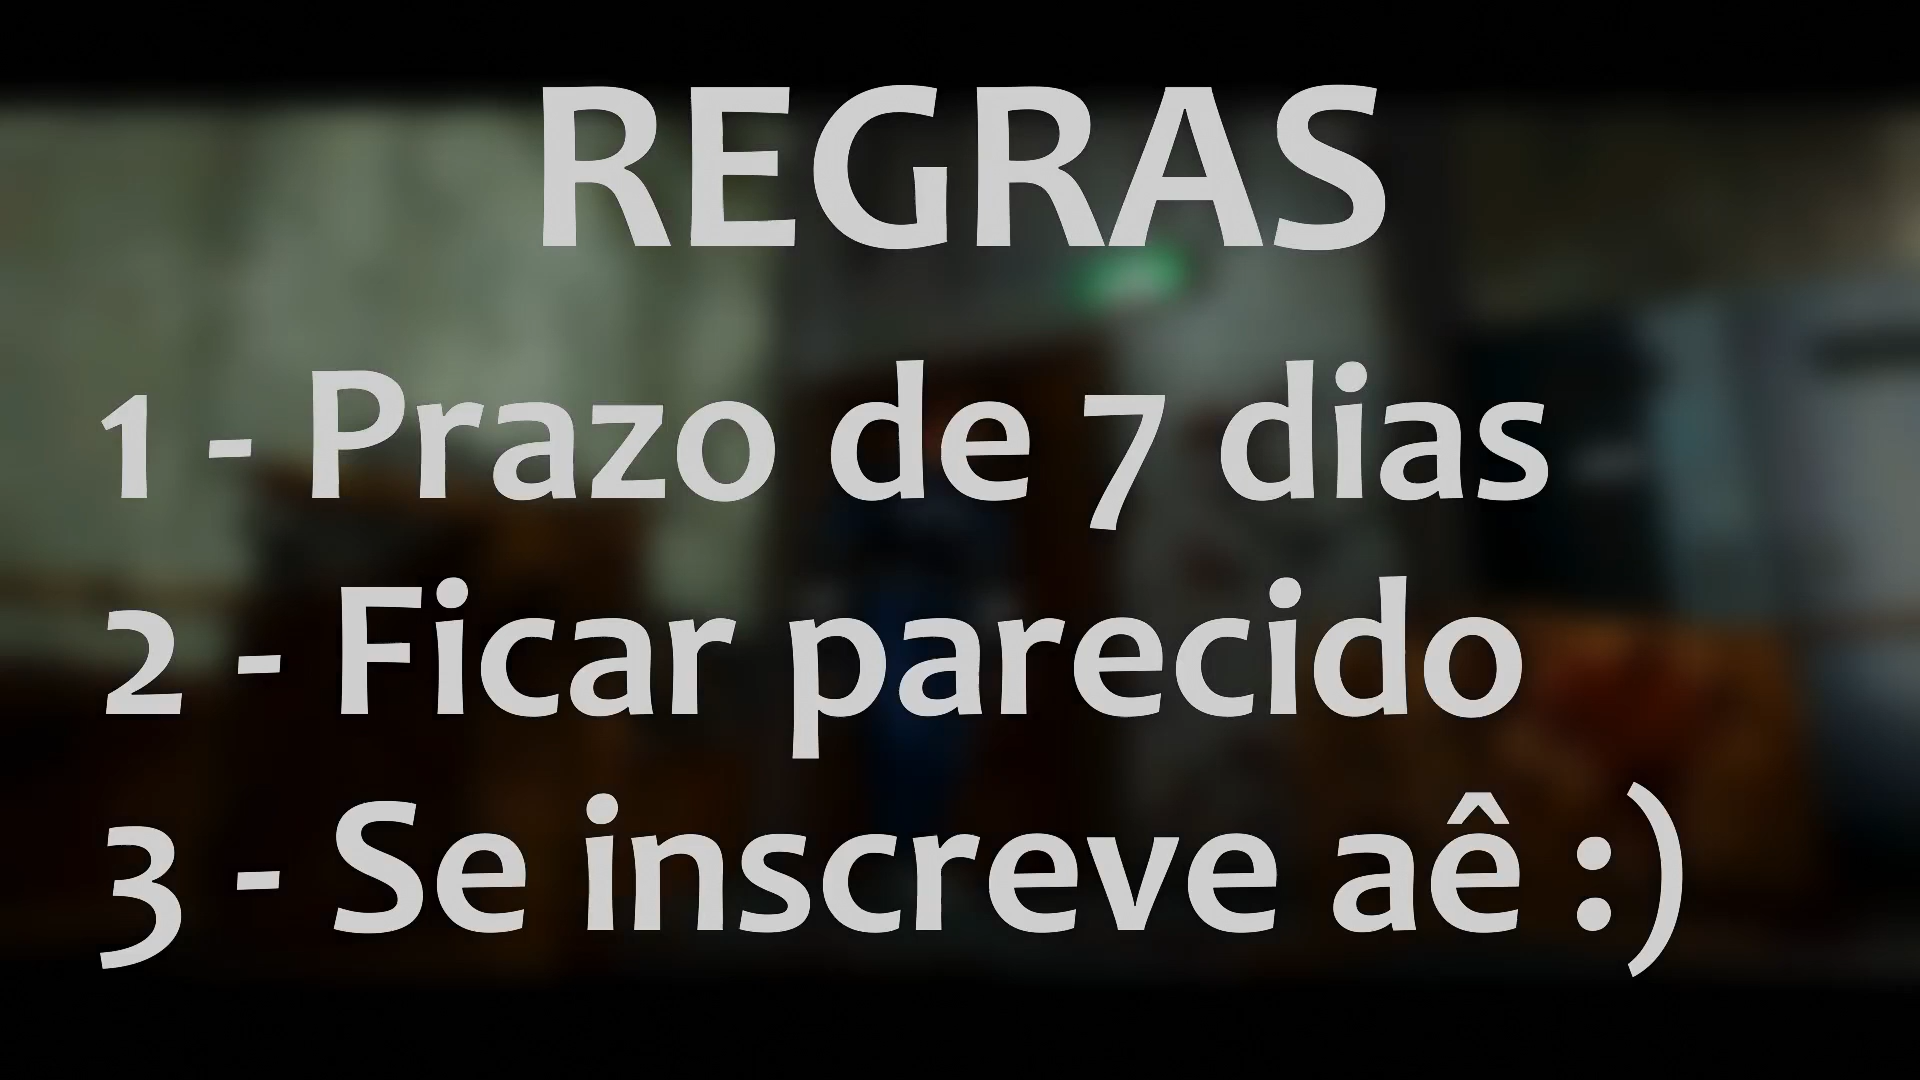 REGRAS
1 - Prazo de 7 dias
2 - Ficar parecido
3 - Se inscreve aê :)